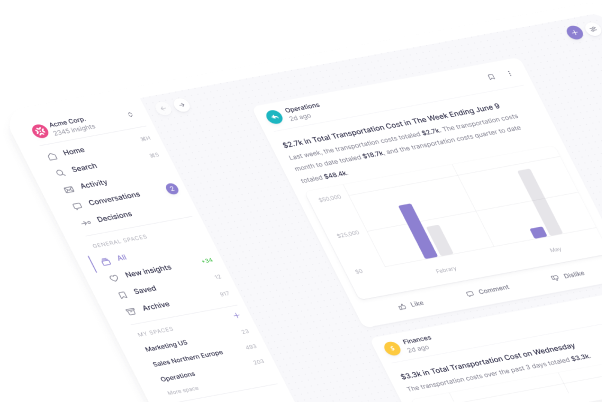 Acme Corp.
2345 insights
Home
⌘H
Search
⌘S
Activity
Conversations
2
Decisions
GENERAL SPACES
All
New insights
+34
Saved
12
Archive
912
MY SPACES
+
Marketing US
23
Sales Northern Europe
483
Operations
103
More space
Operations
2d ago
$2.7k in Total Transportation Cost in The Week Ending June 9
Last week, the transportation costs totaled $2.7k. The transportation costs
month to date totaled $18.7k, and the transportation costs quarter to date
totaled $48.4k.
$50,000
$25,000
$0
Febrary
May
Like
Comment
Dislike
$
Finances
2d ago
$3.3k in Total Transportation Cost on Wednesday
The transportation costs over the past 3 days totaled $3.3k.